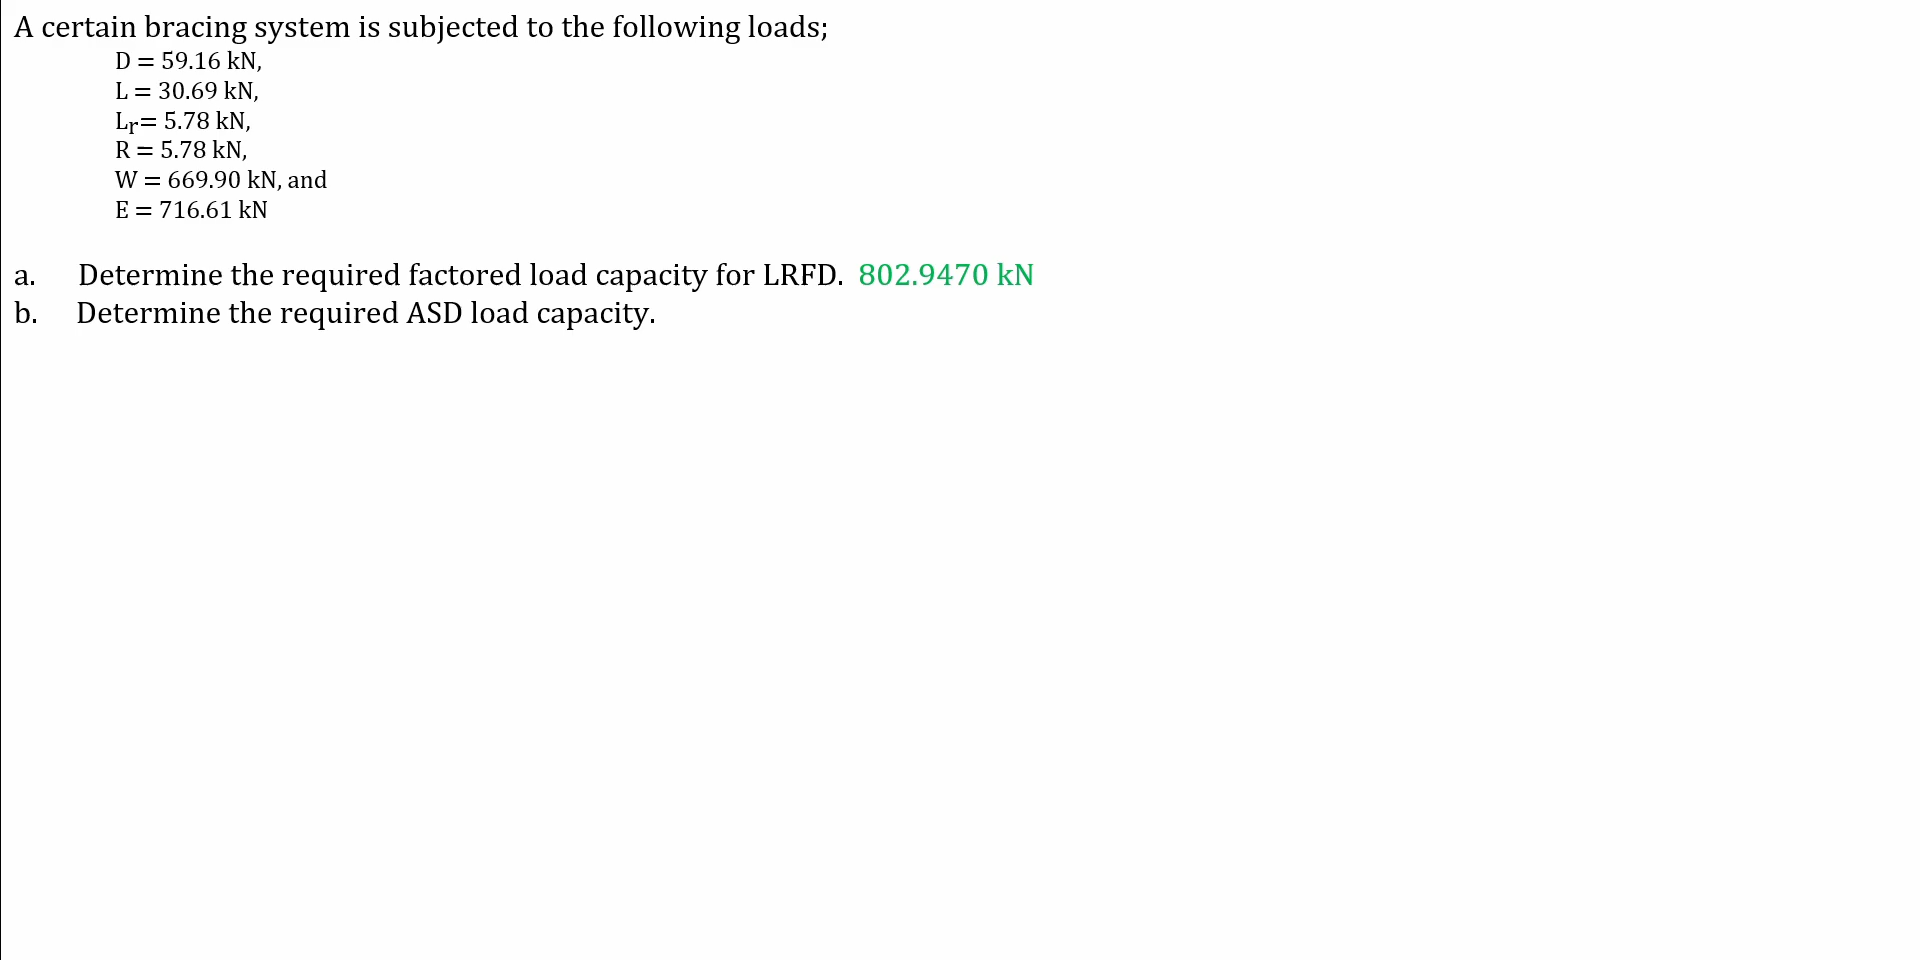 A certain bracing system is subjected to the following loads;
D = 59.16 kN,
L = 30.69 kN,
Lr= 5.78 kN,
R = 5.78 kN,
W = 669.90 kN, and
E = 716.61 kN
a. Determine the required factored load capacity for LRFD. 802.9470 kN
b. Determine the required ASD load capacity.